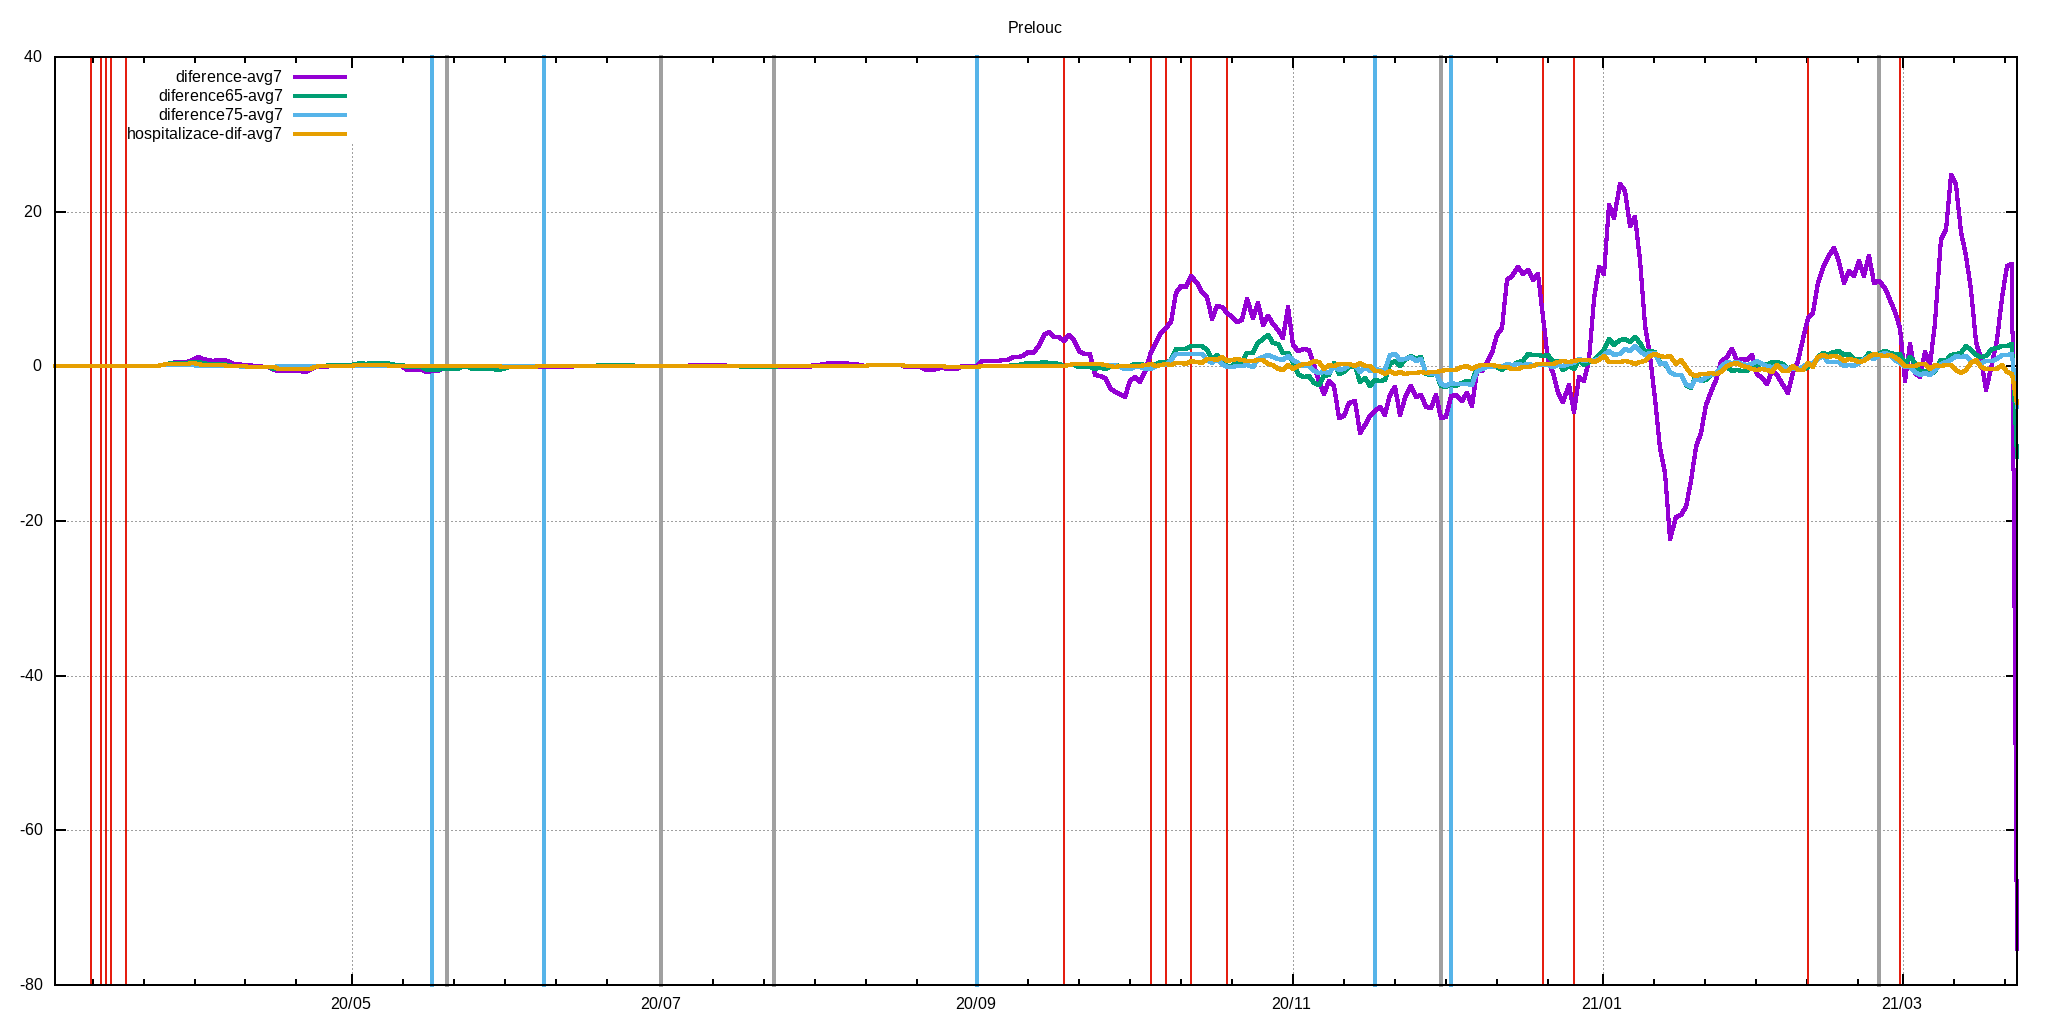 Prelouc
40
20
0
-20
-40
-60
-80
diference-avg7
diference65-avg7
diference75-avg7
hospitalizace-dif-avg7
20/05
20/07
20/09
20/11
21/01
21/03